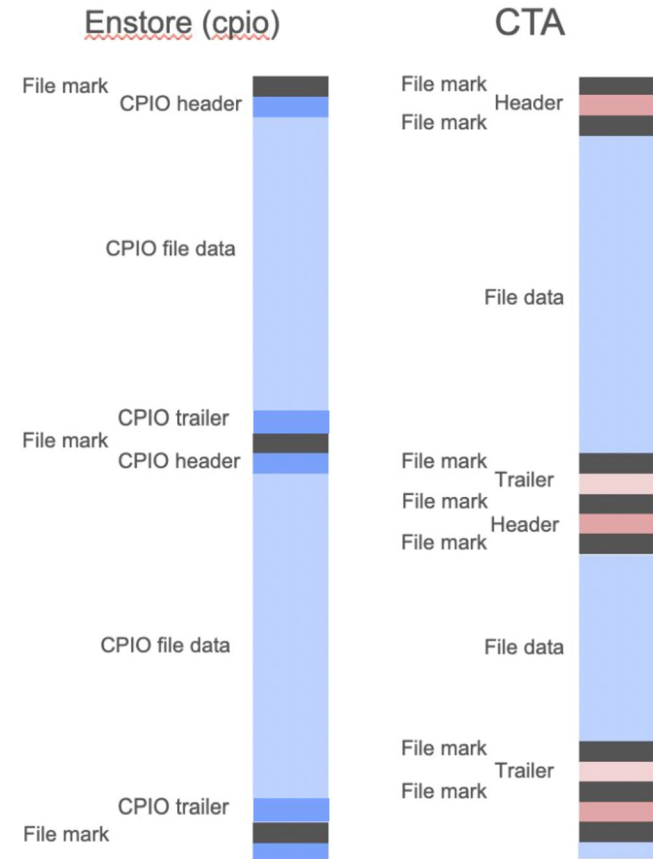 Enstore (cpio)
File mark
CPIO header
CPIO file data
CPIO trailer
File mark
CPIO header
CPIO file data
CPIO trailer
File mark
CTA
File mark
Header
File mark
File data
File mark
Trailer
File mark
Header
File mark
File data
File mark
Trailer
File mark